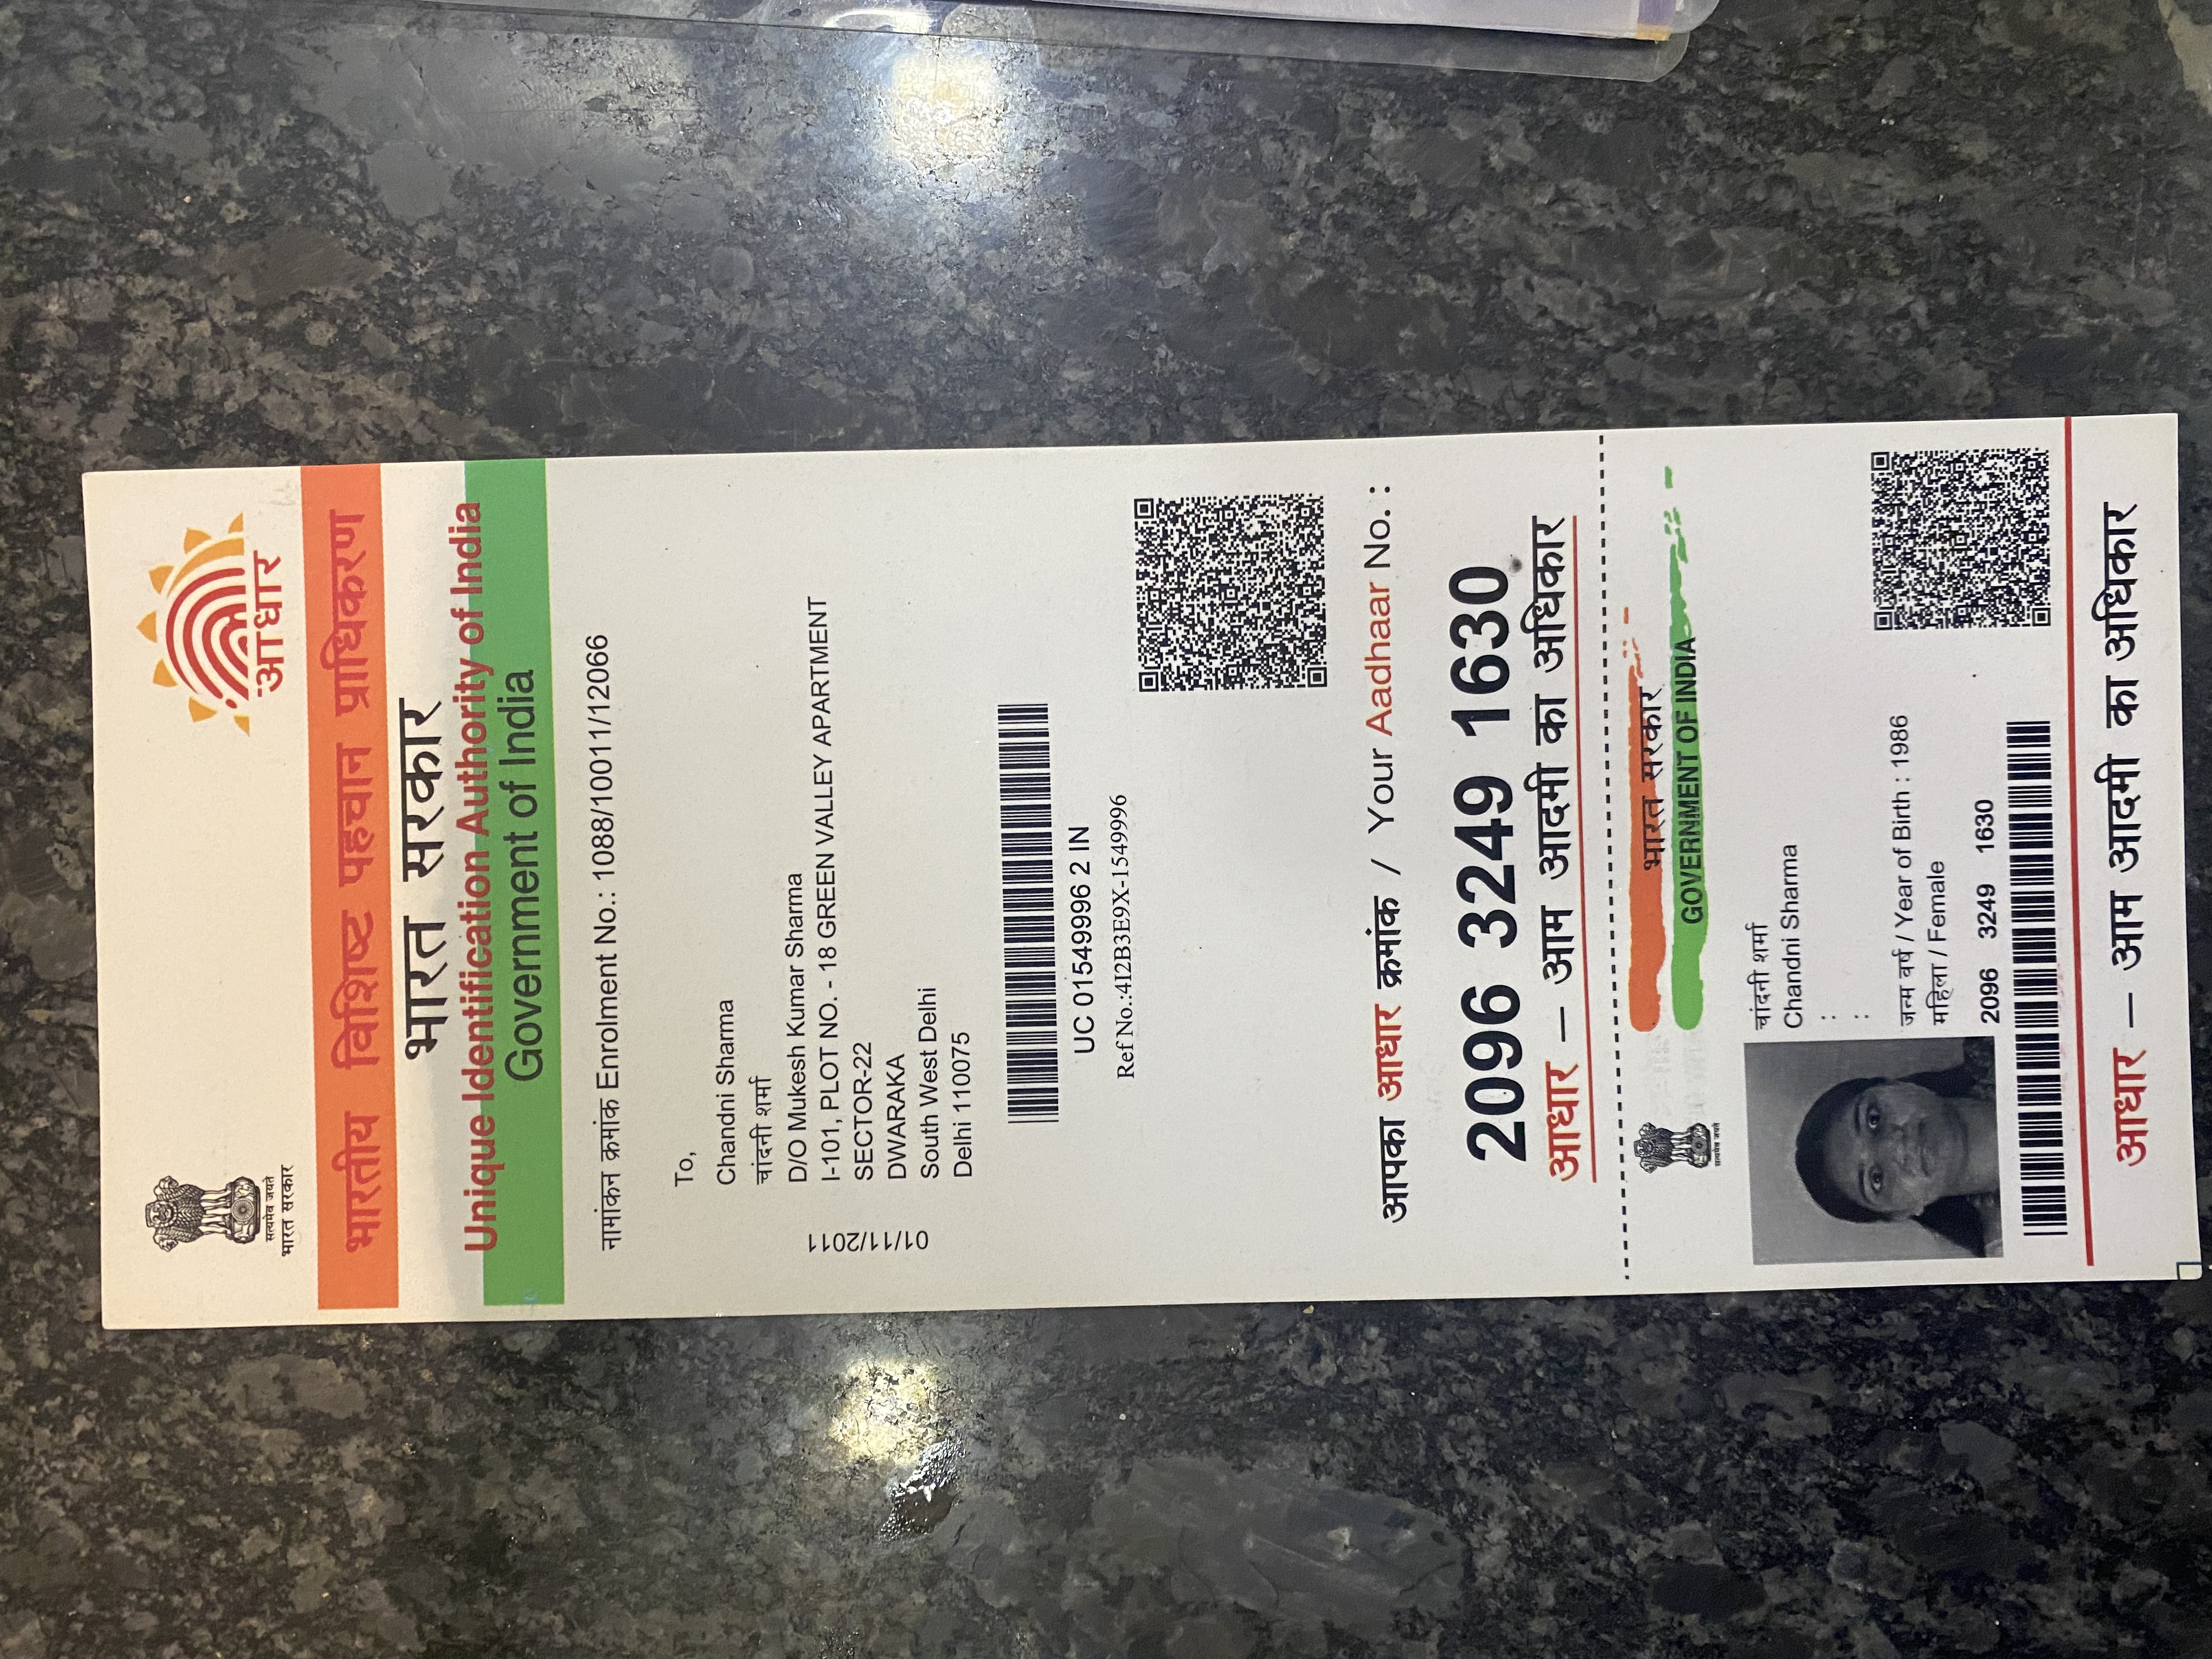 सत्यमेव जयते
भारत सरकार
आधार
भारतीय विशिष्ट पहचान प्राधिकरण
भारत सरकार
Unique Identification Authority of India
Government of India
नामांकन क्रमांक Enrolment No.: 1088/10011/12066
To,
Chandni Sharma
चांदनी शर्मा
D/O Mukesh Kumar Sharma
I-101, PLOT NO. - 18 GREEN VALLEY APARTMENT
SECTOR-22
DWARAKA
South West Delhi
Delhi 110075
01/11/2011
UC 01549996 2 IN
Ref No.:4I2B3E9X-1549996
आपका आधार क्रमांक / Your Aadhaar No. :
2096 3249 1630
आधार — आम आदमी का अधिकार
सत्यमेव जयते
भारत सरकार
GOVERNMENT OF INDIA
चांदनी शर्मा
Chandni Sharma
:
:
जन्म वर्ष / Year of Birth : 1986
महिला / Female
2096 3249 1630
आधार — आम आदमी का अधिकार